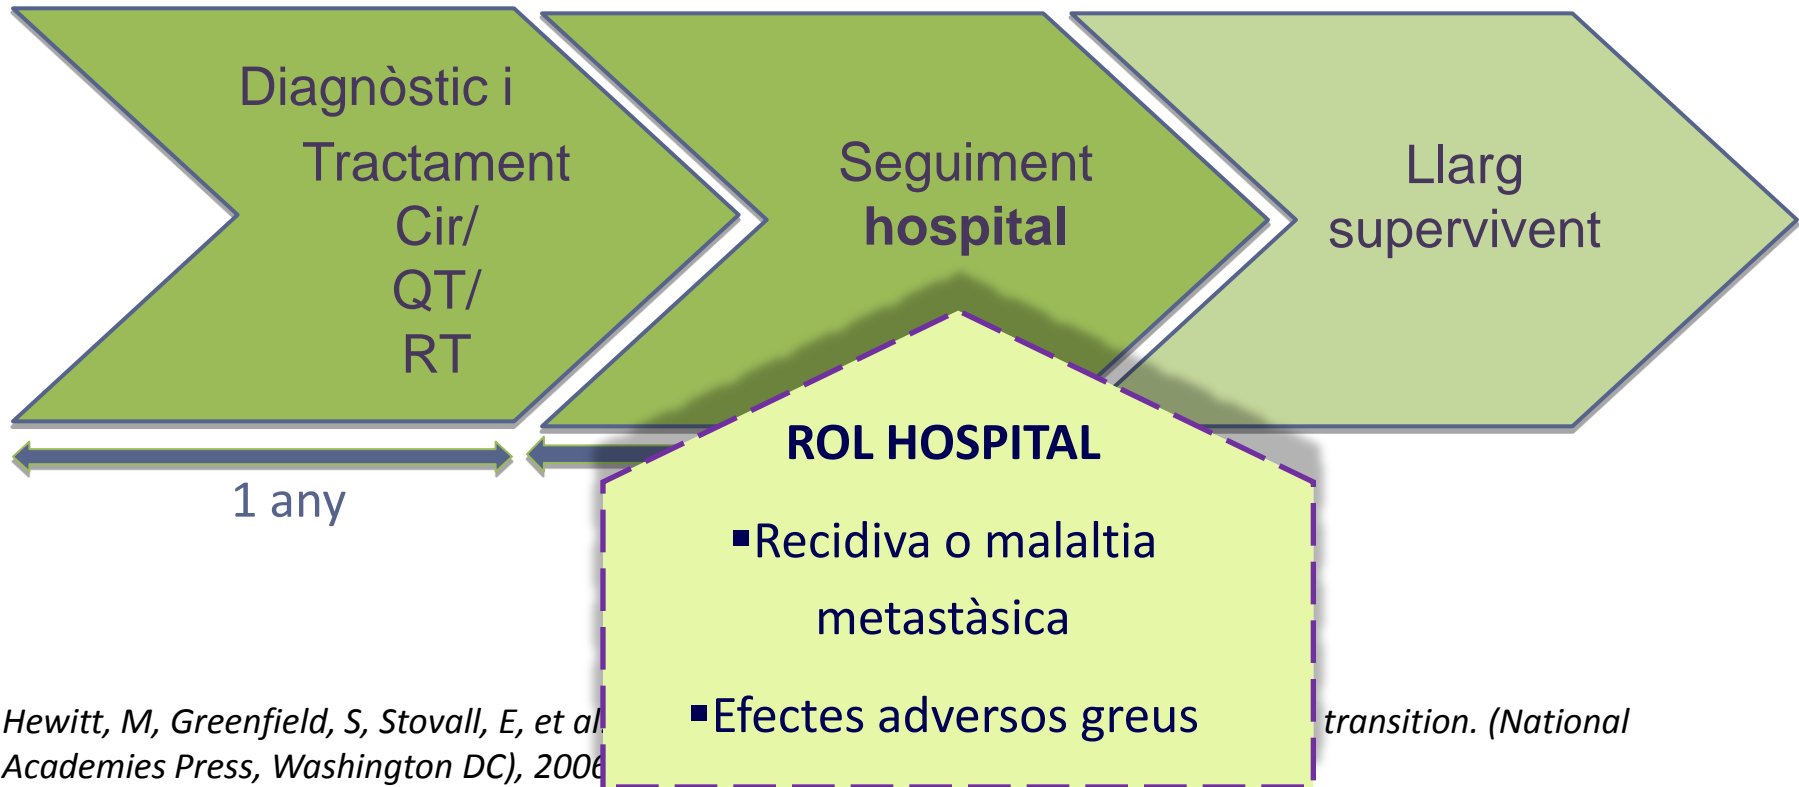 Diagnòstic i
Tractament
Cir/
QT/
RT
Seguiment
hospital
Llarg
supervivent
1 any
ROL HOSPITAL
▪Recidiva o malaltia
metastàsica
▪Efectes adversos greus
Hewitt, M, Greenfield, S, Stovall, E, et al transition. (National
Academies Press, Washington DC), 2006